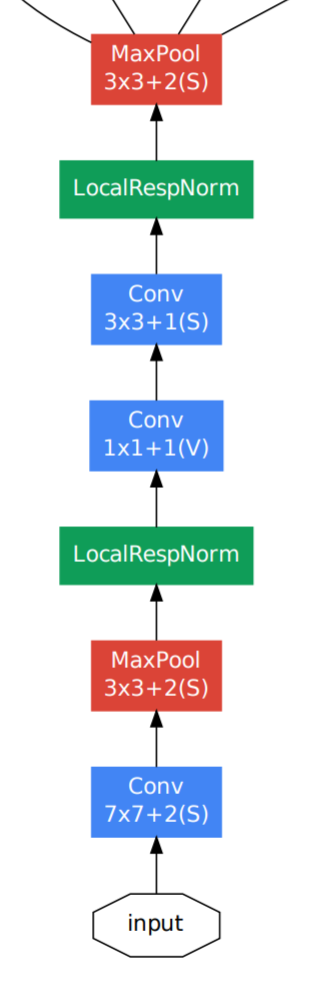 MaxPool
3x3+2(S)
LocalRespNorm
Conv
3x3+1(S)
Conv
1x1+1(V)
LocalRespNorm
MaxPool
3x3+2(S)
Conv
7x7+2(S)
input